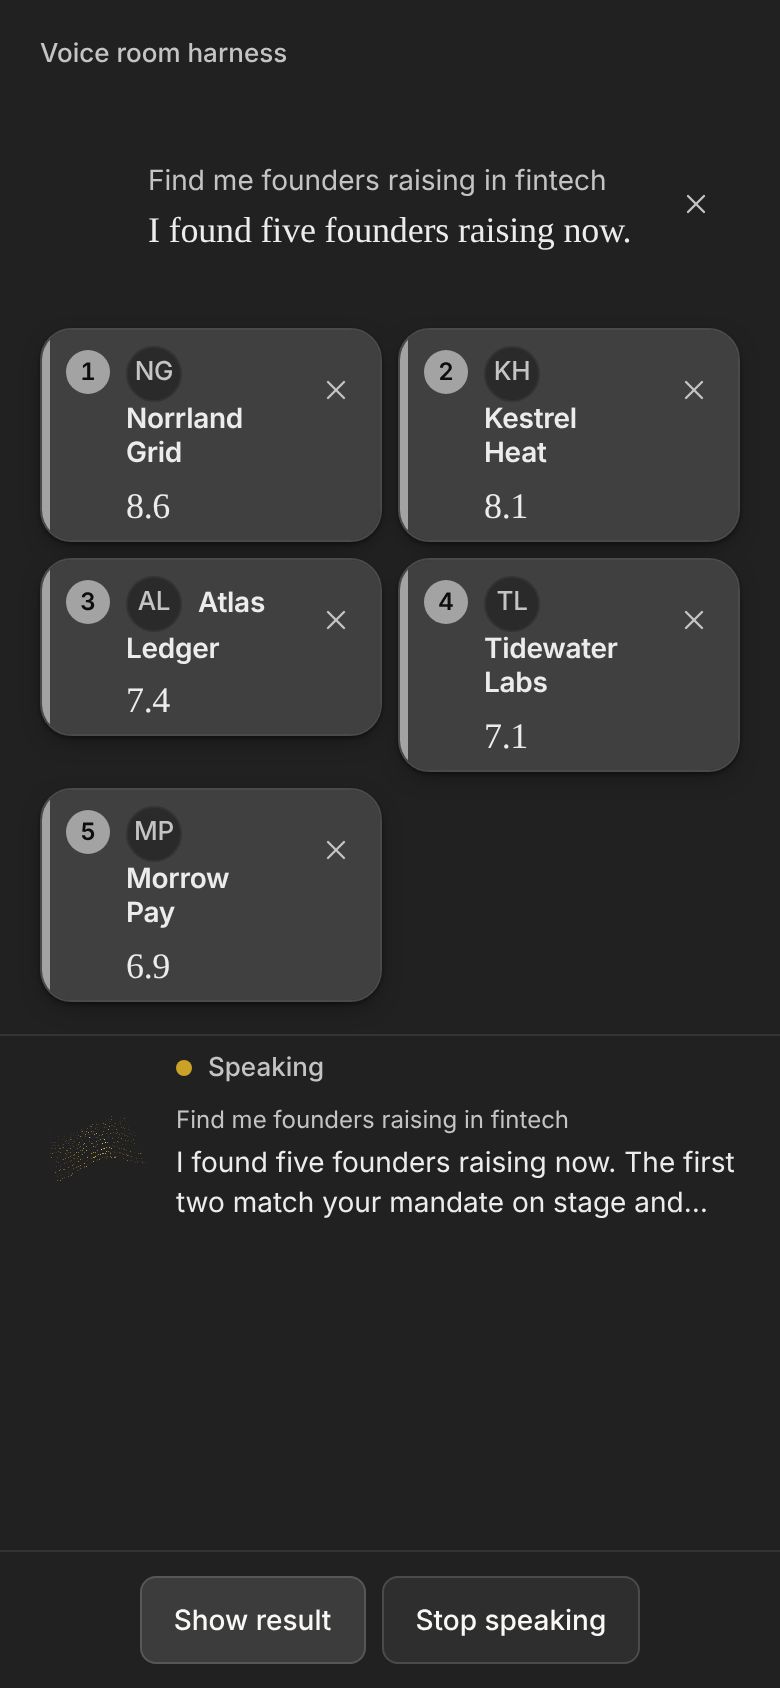 Voice room harness
Find me founders raising in fintech
I found five founders raising now.
1 NG
Norrland
Grid
8.6
2 KH
Kestrel
Heat
8.1
3 AL Atlas
Ledger
7.4
4 TL
Tidewater
Labs
7.1
5 MP
Morrow
Pay
6.9
Speaking
Find me founders raising in fintech
I found five founders raising now. The first
two match your mandate on stage and...
Show result
Stop speaking